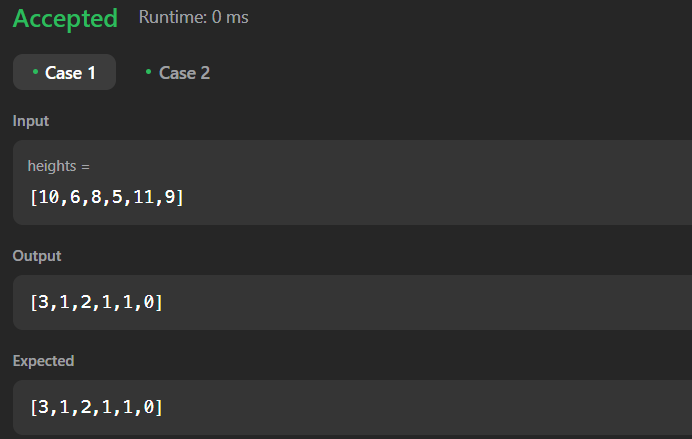 Accepted Runtime: 0 ms
Case 1 Case 2
Input
heights =
[10,6,8,5,11,9]
Output
[3,1,2,1,1,0]
Expected
[3,1,2,1,1,0]